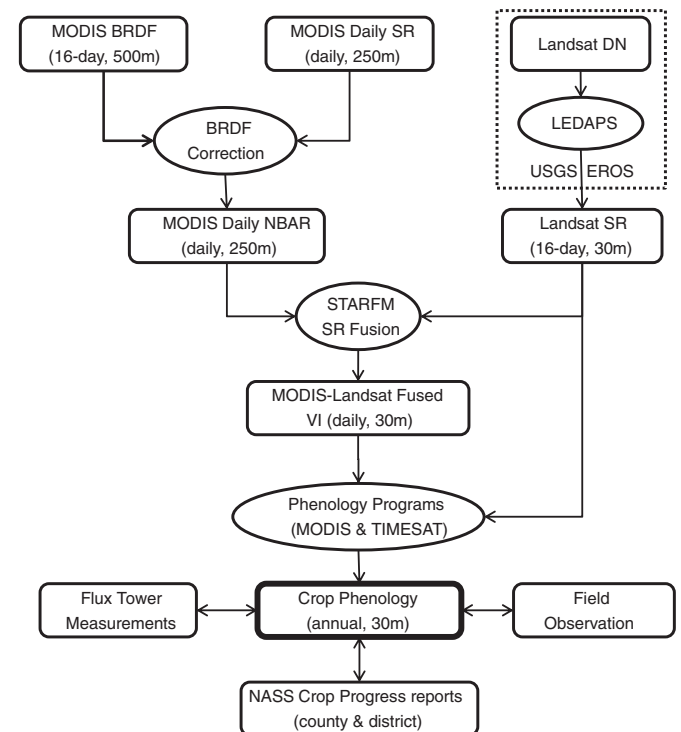 MODIS BRDF
(16-day, 500m)
MODIS Daily SR
(daily, 250m)
Landsat DN
BRDF
Correction
LEDAPS
USGS EROS
MODIS Daily NBAR
(daily, 250m)
Landsat SR
(16-day, 30m)
STARFM
SR Fusion
MODIS-Landsat Fused
VI (daily, 30m)
Phenology Programs
(MODIS & TIMESAT)
Flux Tower
Measurements
Crop Phenology
(annual, 30m)
Field
Observation
NASS Crop Progress reports
(county & district)